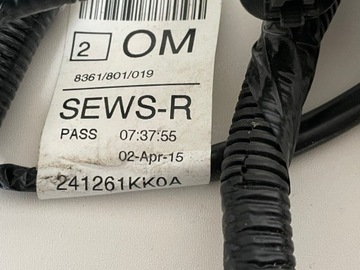 2 OM
8361/801/019
SEWS-R
PASS 07:37:55
02-Apr-15
241261KK0A